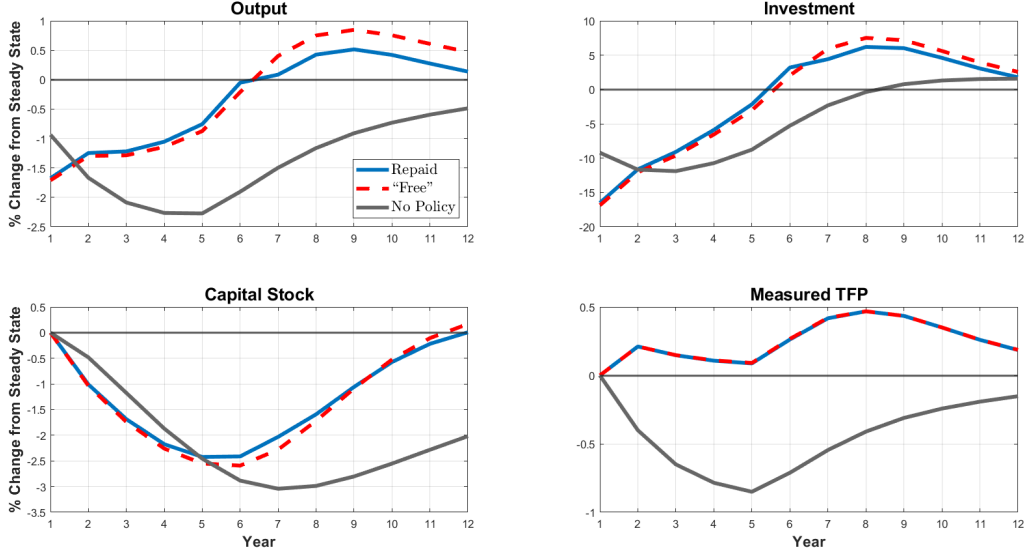 Output
% Change from Steady State
1
0.5
0
-0.5
-1
-1.5
-2
-2.5
1 2 3 4 5 6 7 8 9 10 11 12
Repaid
“Free”
No Policy
Investment
10
5
0
-5
-10
-15
-20
1 2 3 4 5 6 7 8 9 10 11 12
Capital Stock
% Change from Steady State
0.5
0
-0.5
-1
-1.5
-2
-2.5
-3
-3.5
1 2 3 4 5 6 7 8 9 10 11 12
Year
Measured TFP
0.5
0
-0.5
-1
1 2 3 4 5 6 7 8 9 10 11 12
Year